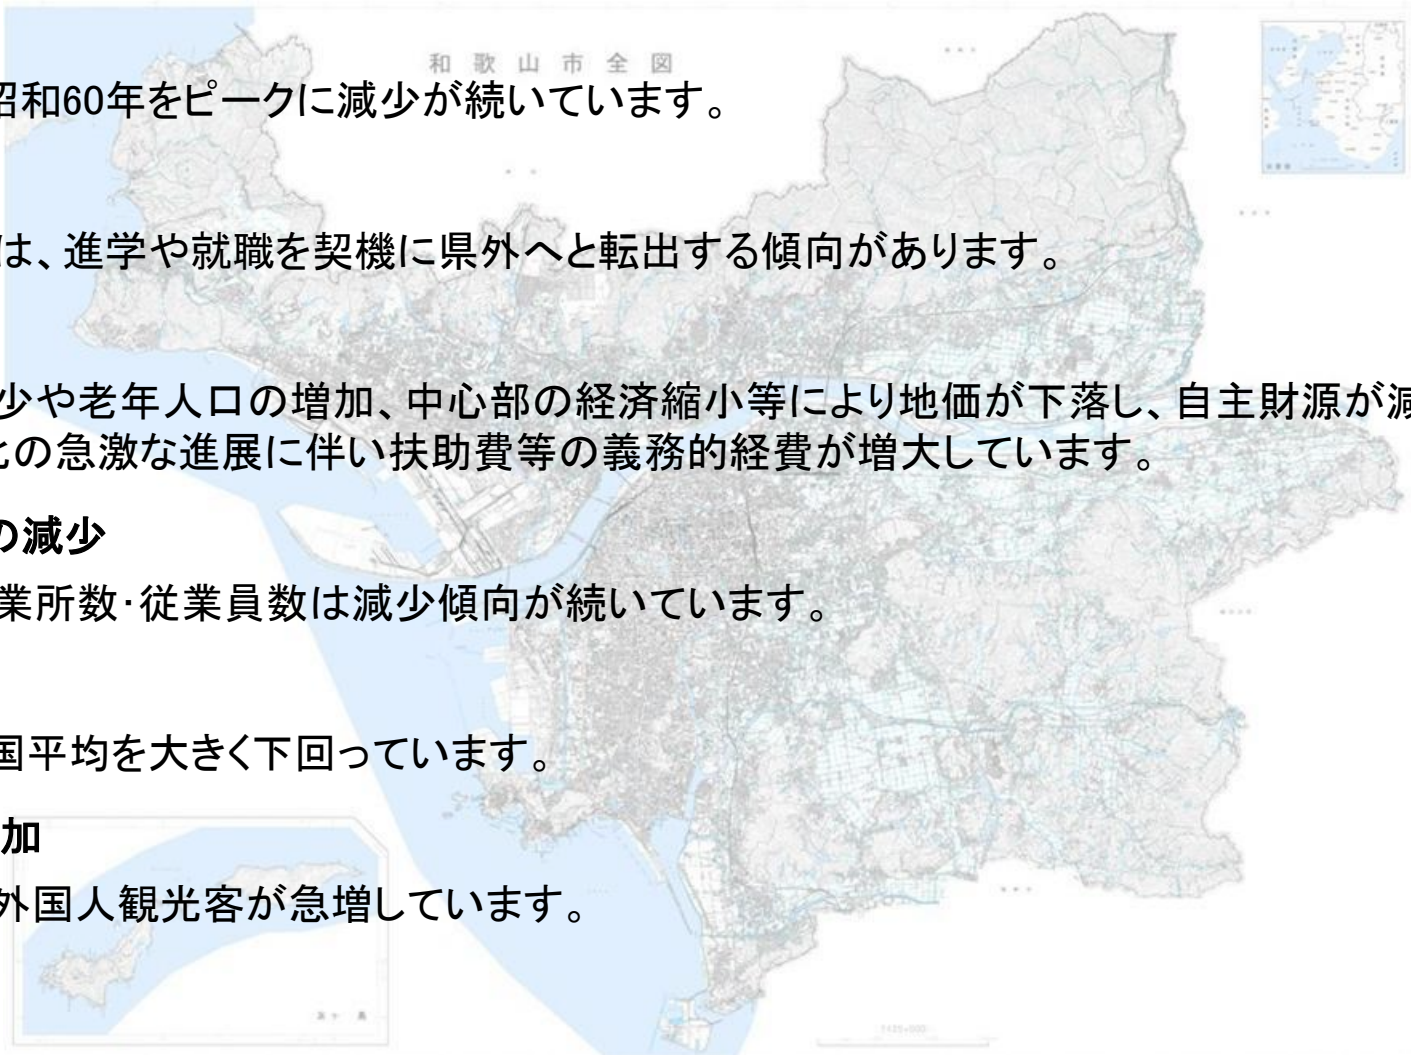 和歌山市全図
昭和60年をピークに減少が続いています。
は、進学や就職を契機に県外へと転出する傾向があります。
少や老年人口の増加、中心部の経済縮小等により地価が下落し、自主財源が減
の急激な進展に伴い扶助費等の義務的経費が増大しています。
の減少
業所数・従業員数は減少傾向が続いています。
国平均を大きく下回っています。
加
外国人観光客が急増しています。